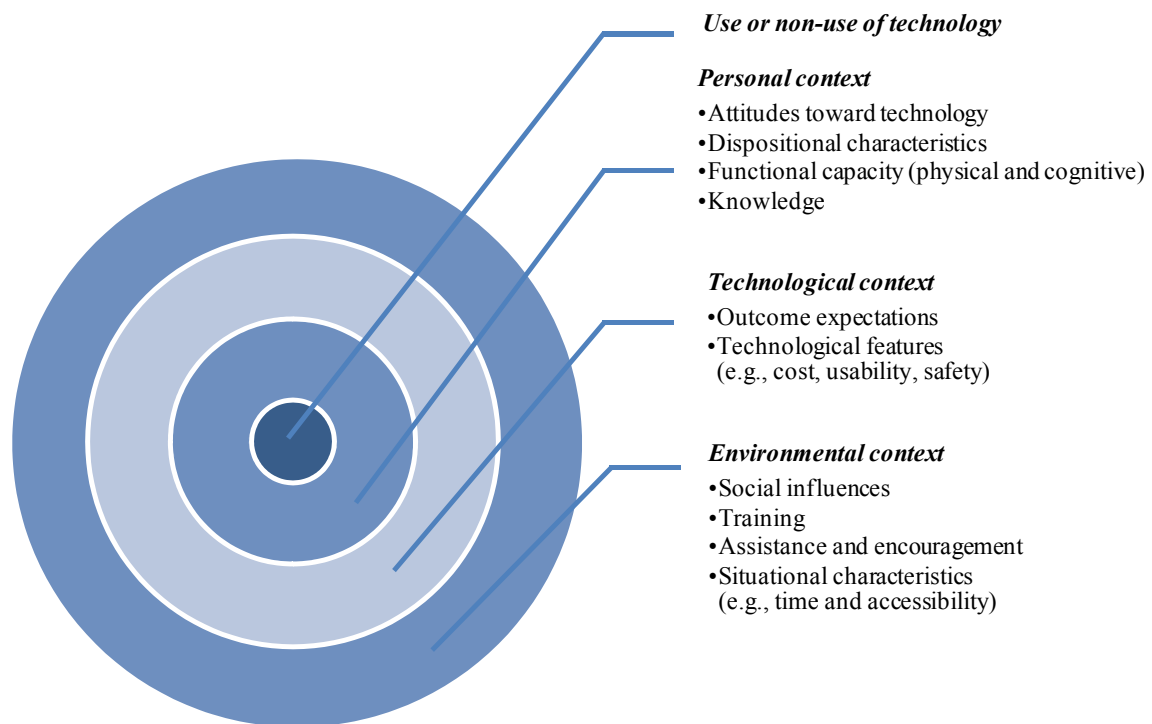 Use or non-use of technology
Personal context
•Attitudes toward technology
•Dispositional characteristics
•Functional capacity (physical and cognitive)
•Knowledge
Technological context
•Outcome expectations
•Technological features
(e.g., cost, usability, safety)
Environmental context
•Social influences
•Training
•Assistance and encouragement
•Situational characteristics
(e.g., time and accessibility)